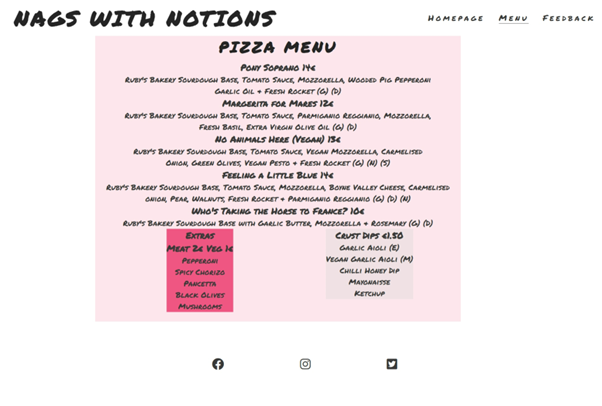 NAGS WITH NOTIONS
Homepage Menu Feedback
PIZZA MENU
Pony Soprano 14€
Ruby's Bakery Sourdough Base, Tomato Sauce, Mozzorella, Wooded Pig Pepperoni
Garlic Oil & Fresh Rocket (G) (D)
Margerita for Mares 12€
Ruby's Bakery Sourdough Base, Tomato Sauce, Parmigano Reggianio, Mozzorella,
Fresh Basil, Extra Virgin Olive Oil (G) (D)
No Animals Here (Vegan) 13€
Ruby's Bakery Sourdough Base, Tomato Sauce, Vegan Mozzorella, Carmelised
Onion, Green Olives, Vegan Pesto & Fresh Rocket (G) (N) (S)
Feeling a Little Blue 14€
Ruby's Bakery Sourdough Base, Tomato Sauce, Mozzorella, Boyne Valley Cheese, Carmelised
onion, Pear, Walnuts, Fresh Rocket & Parmigano Reggianio (G) (D) (N)
Who's Taking the Horse to France? 10€
Ruby's Bakery Sourdough Base with Garlic Butter, Mozzorella & Rosemary (G) (D)
Extras
Meat 2€ Veg 1€
Pepperoni
Spicy Chorizo
Pancetta
Black Olives
Mushrooms
Crust Dips €1.50
Garlic Aioli (E)
Vegan Garlic Aioli (M)
Chilli Honey Dip
Mayonaisse
Ketchup